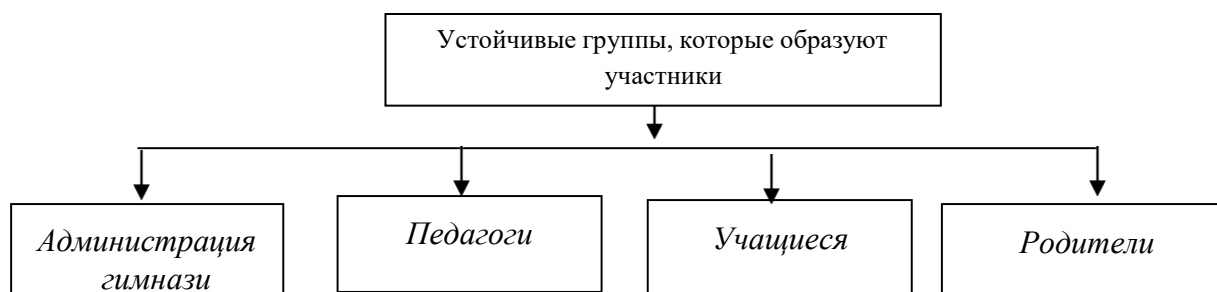 Устойчивые группы, которые образуют
участники
Администрация
гимнази
Педагоги
Учащиеся
Родители